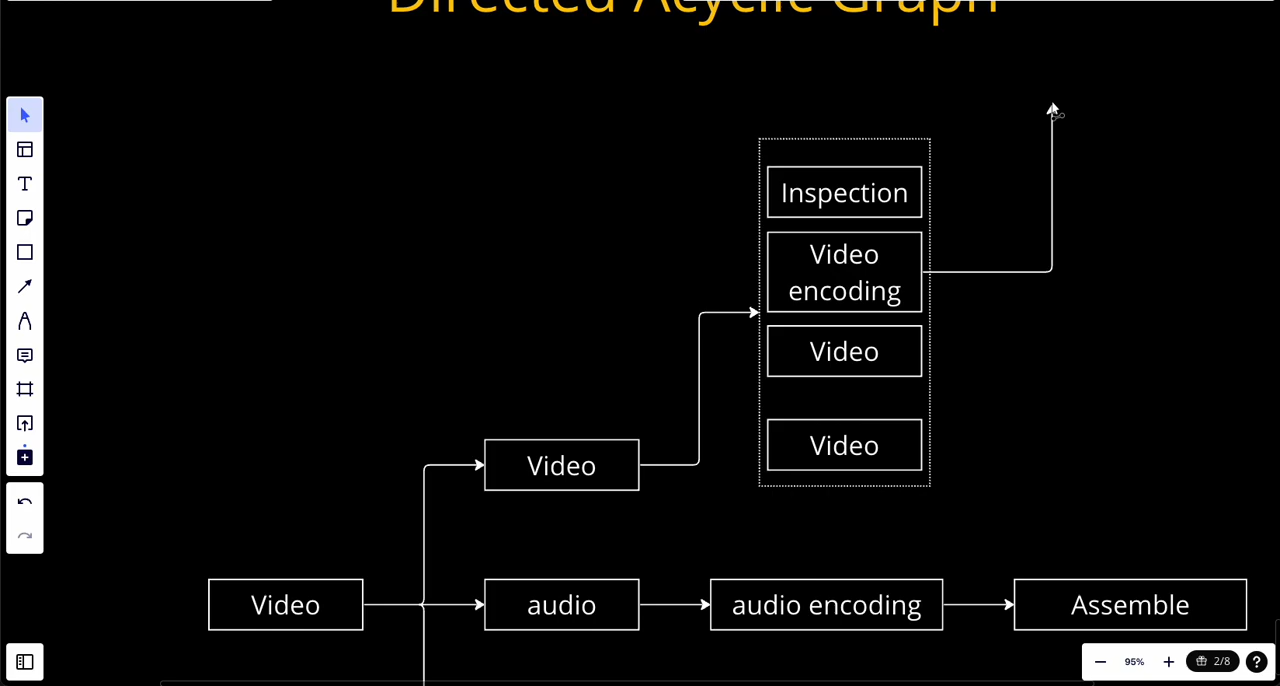 Directed Acyclic Graph
Inspection
Video
encoding
Video
Video
Video
Video
audio
audio encoding
Assemble
95%
2/8
?